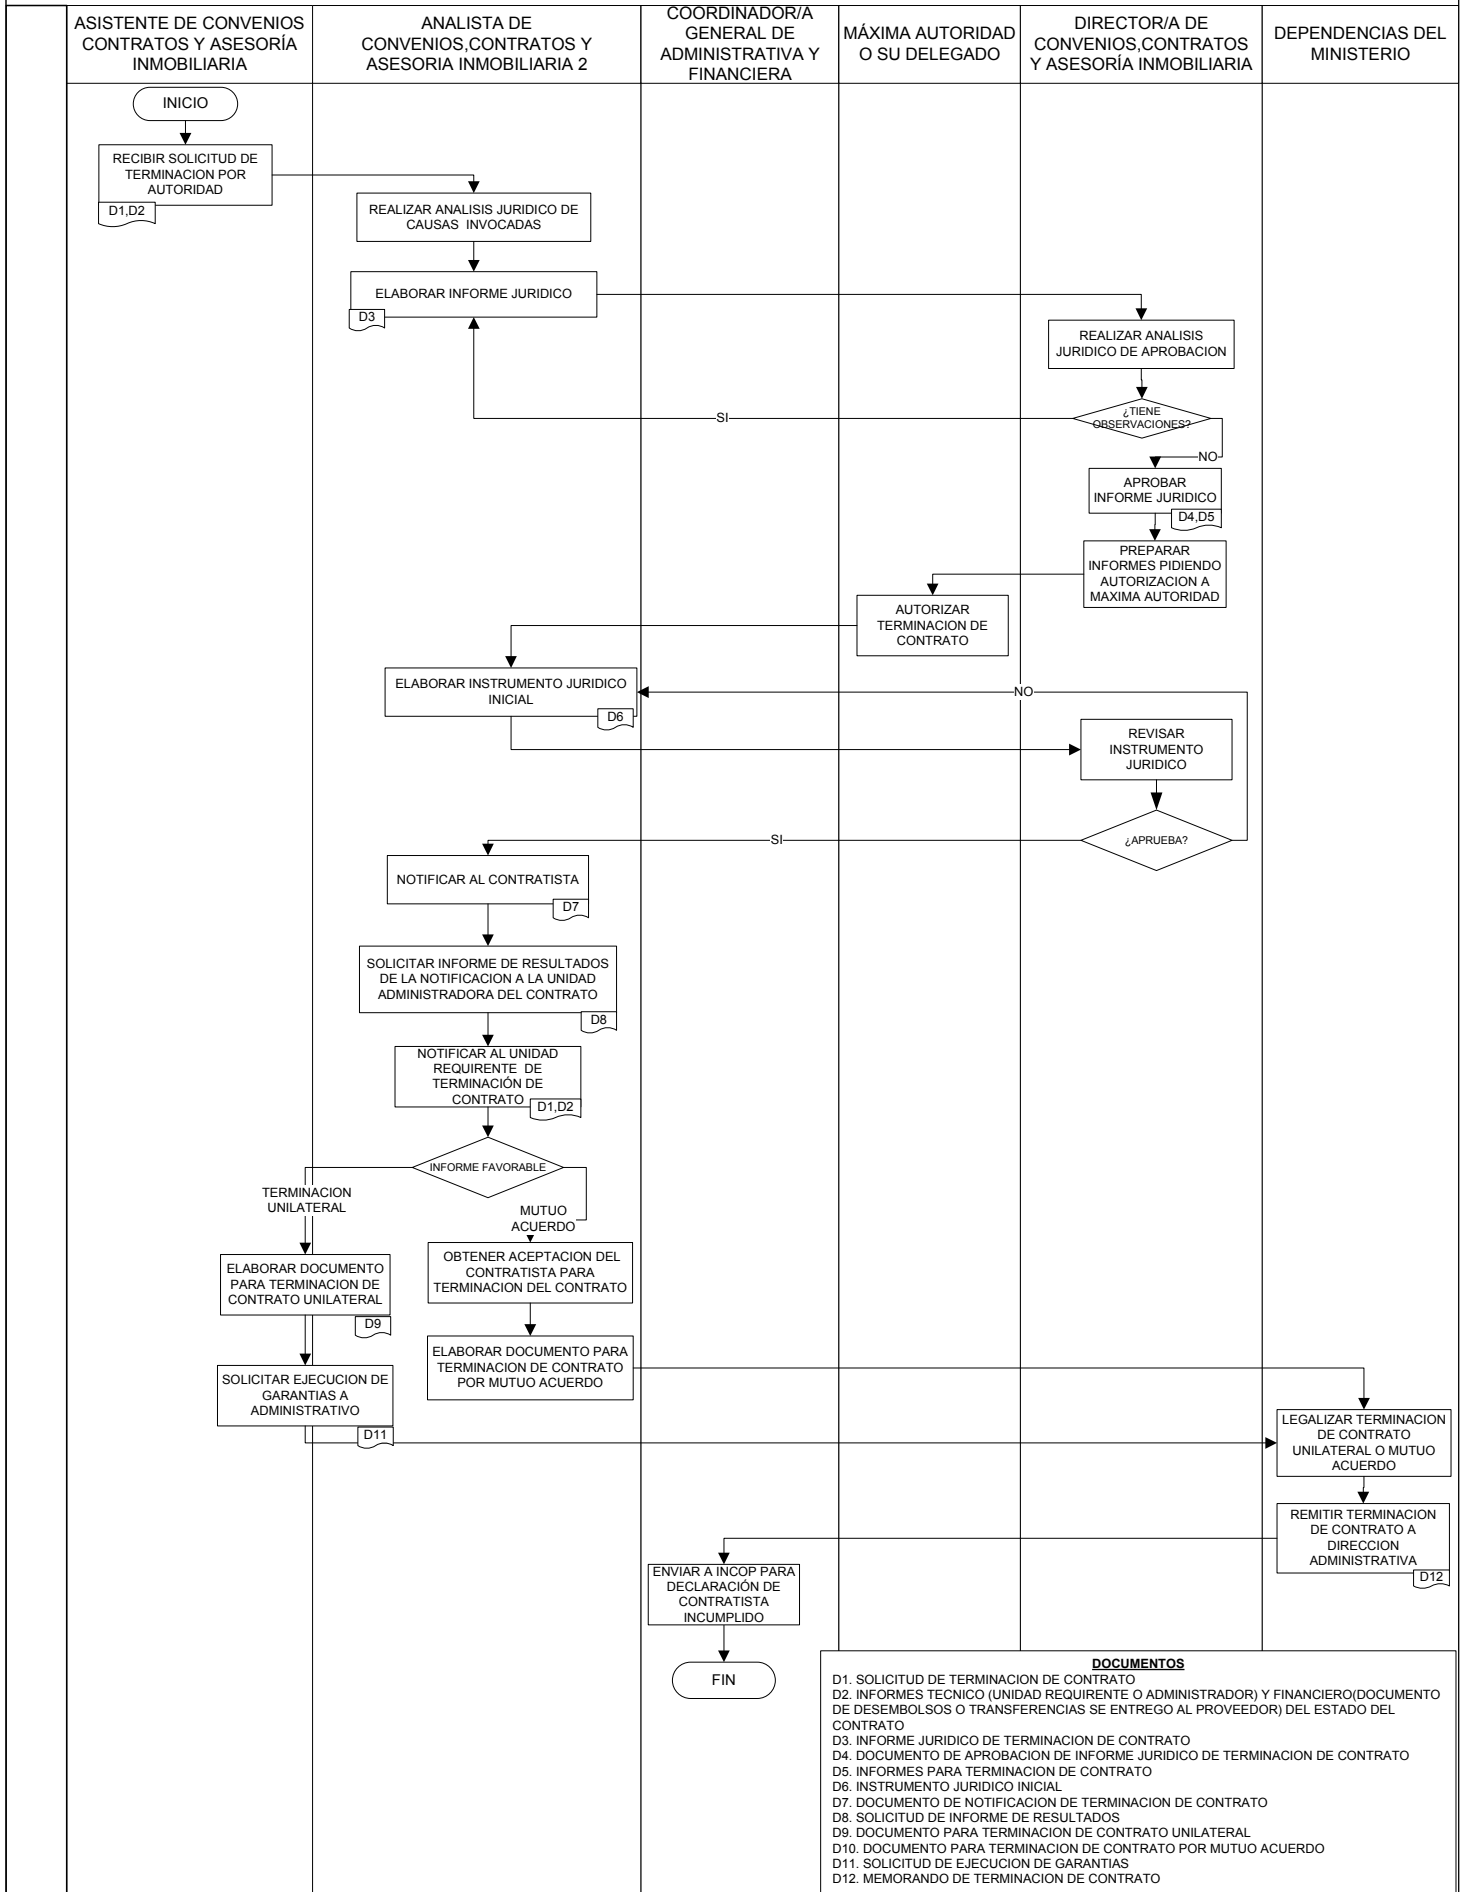 ASISTENTE DE CONVENIOS
CONTRATOS Y ASESORÍA
INMOBILIARIA
ANALISTA DE
CONVENIOS,CONTRATOS Y
ASESORIA INMOBILIARIA 2
COORDINADOR/A
GENERAL DE
ADMINISTRATIVA Y
FINANCIERA
MÁXIMA AUTORIDAD
O SU DELEGADO
DIRECTOR/A DE
CONVENIOS,CONTRATOS
Y ASESORÍA INMOBILIARIA
DEPENDENCIAS DEL
MINISTERIO
INICIO
RECIBIR SOLICITUD DE
TERMINACION POR
AUTORIDAD
D1,D2
REALIZAR ANALISIS JURIDICO DE
CAUSAS  INVOCADAS
ELABORAR INFORME JURIDICO
D3
REALIZAR ANALISIS
JURIDICO DE APROBACION
¿TIENE
OBSERVACIONES?
SI
NO
APROBAR
INFORME JURIDICO
D4,D5
PREPARAR
INFORMES PIDIENDO
AUTORIZACION A
MAXIMA AUTORIDAD
AUTORIZAR
TERMINACION DE
CONTRATO
ELABORAR INSTRUMENTO JURIDICO
INICIAL
D6
NO
REVISAR
INSTRUMENTO
JURIDICO
¿APRUEBA?
SI
NOTIFICAR AL CONTRATISTA
D7
SOLICITAR INFORME DE RESULTADOS
DE LA NOTIFICACION A LA UNIDAD
ADMINISTRADORA DEL CONTRATO
D8
NOTIFICAR AL UNIDAD
REQUIRENTE  DE
TERMINACIÓN DE
CONTRATO
D1,D2
INFORME FAVORABLE
TERMINACION
UNILATERAL
MUTUO
ACUERDO
ELABORAR DOCUMENTO
PARA TERMINACION DE
CONTRATO UNILATERAL
D9
OBTENER ACEPTACION DEL
CONTRATISTA PARA
TERMINACION DEL CONTRATO
ELABORAR DOCUMENTO PARA
TERMINACION DE CONTRATO
POR MUTUO ACUERDO
SOLICITAR EJECUCION DE
GARANTIAS A
ADMINISTRATIVO
D11
LEGALIZAR TERMINACION
DE CONTRATO
UNILATERAL O MUTUO
ACUERDO
REMITIR TERMINACION
DE CONTRATO A
DIRECCION
ADMINISTRATIVA
D12
ENVIAR A INCOP PARA
DECLARACIÓN DE
CONTRATISTA
INCUMPLIDO
FIN
DOCUMENTOS
D1. SOLICITUD DE TERMINACION DE CONTRATO
D2. INFORMES TECNICO (UNIDAD REQUIRENTE O ADMINISTRADOR) Y FINANCIERO(DOCUMENTO
DE DESEMBOLSOS O TRANSFERENCIAS SE ENTREGO AL PROVEEDOR) DEL ESTADO DEL
CONTRATO
D3. INFORME JURIDICO DE TERMINACION DE CONTRATO
D4. DOCUMENTO DE APROBACION DE INFORME JURIDICO DE TERMINACION DE CONTRATO
D5. INFORMES PARA TERMINACION DE CONTRATO
D6. INSTRUMENTO JURIDICO INICIAL
D7. DOCUMENTO DE NOTIFICACION DE TERMINACION DE CONTRATO
D8. SOLICITUD DE INFORME DE RESULTADOS
D9. DOCUMENTO PARA TERMINACION DE CONTRATO UNILATERAL
D10. DOCUMENTO PARA TERMINACION DE CONTRATO POR MUTUO ACUERDO
D11. SOLICITUD DE EJECUCION DE GARANTIAS
D12. MEMORANDO DE TERMINACION DE CONTRATO